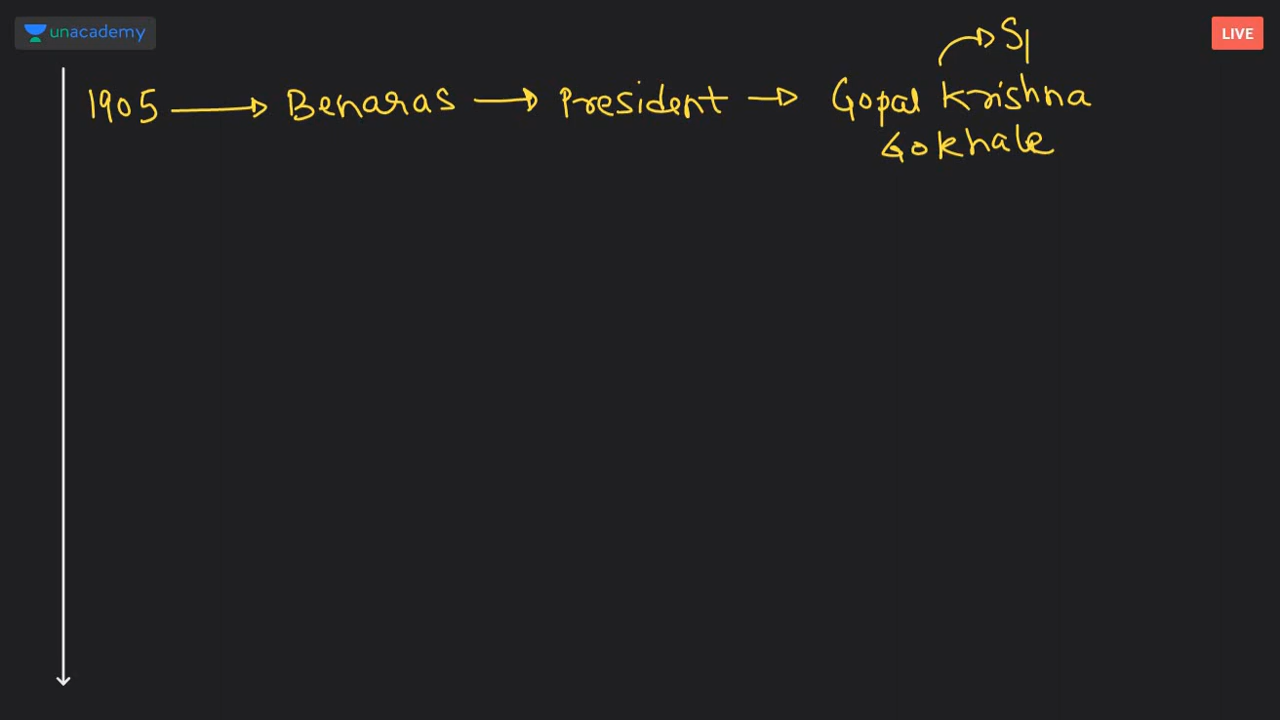 unacademy
LIVE
S
1905 → Benaras → President → Gopal Krishna
Gokhale